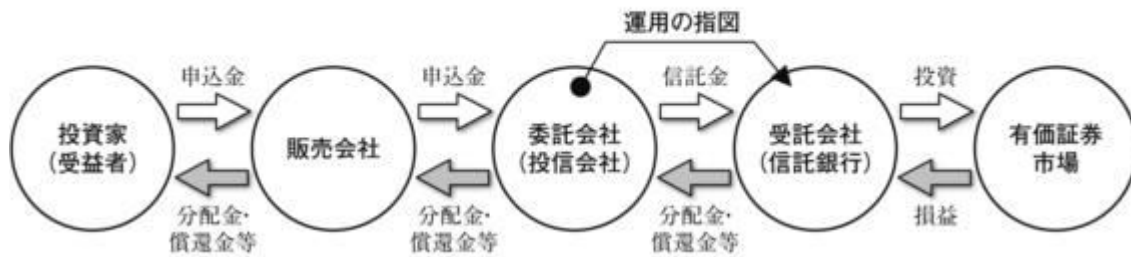 運用の指図
申込金
申込金
信託金
投資
投資家
（受益者）
販売会社
委託会社
（投信会社）
受託会社
（信託銀行）
有価証券
市場
分配金・
償還金等
分配金・
償還金等
分配金・
償還金等
損益